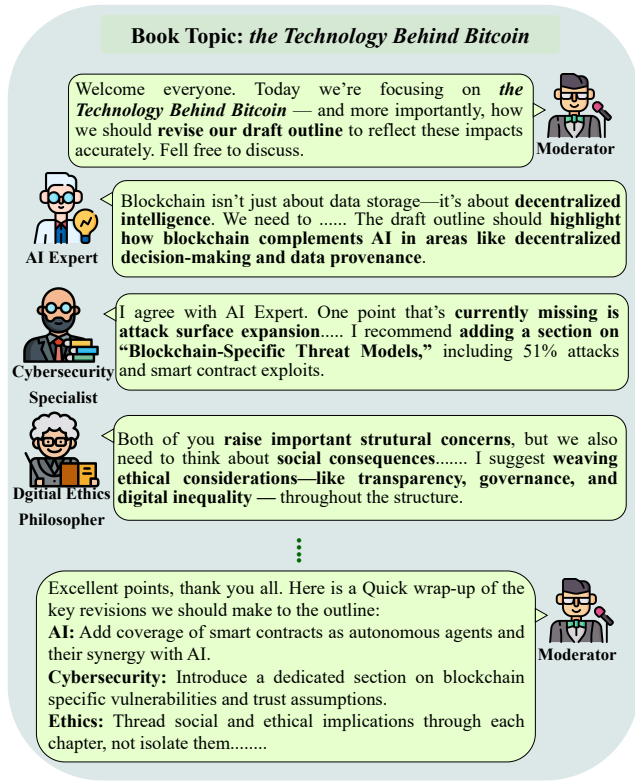 Book Topic: the Technology Behind Bitcoin
Welcome everyone. Today we're focusing on the
Technology Behind Bitcoin — and more importantly, how
we should revise our draft outline to reflect these impacts
accurately. Fell free to discuss.
Moderator
Blockchain isn't just about data storage—it's about decentralized
intelligence. We need to ...... The draft outline should highlight
how blockchain complements AI in areas like decentralized
decision-making and data provenance.
AI Expert
I agree with AI Expert. One point that's currently missing is
attack surface expansion..... I recommend adding a section on
“Blockchain-Specific Threat Models,” including 51% attacks
and smart contract exploits.
Cybersecurity
Specialist
Both of you raise important strutural concerns, but we also
need to think about social consequences....... I suggest weaving
ethical considerations—like transparency, governance, and
digital inequality — throughout the structure.
Dgitial Ethics
Philosopher
Excellent points, thank you all. Here is a Quick wrap-up of the
key revisions we should make to the outline:
AI: Add coverage of smart contracts as autonomous agents and
their synergy with AI.
Cybersecurity: Introduce a dedicated section on blockchain
specific vulnerabilities and trust assumptions.
Ethics: Thread social and ethical implications through each
chapter, not isolate them........
Moderator